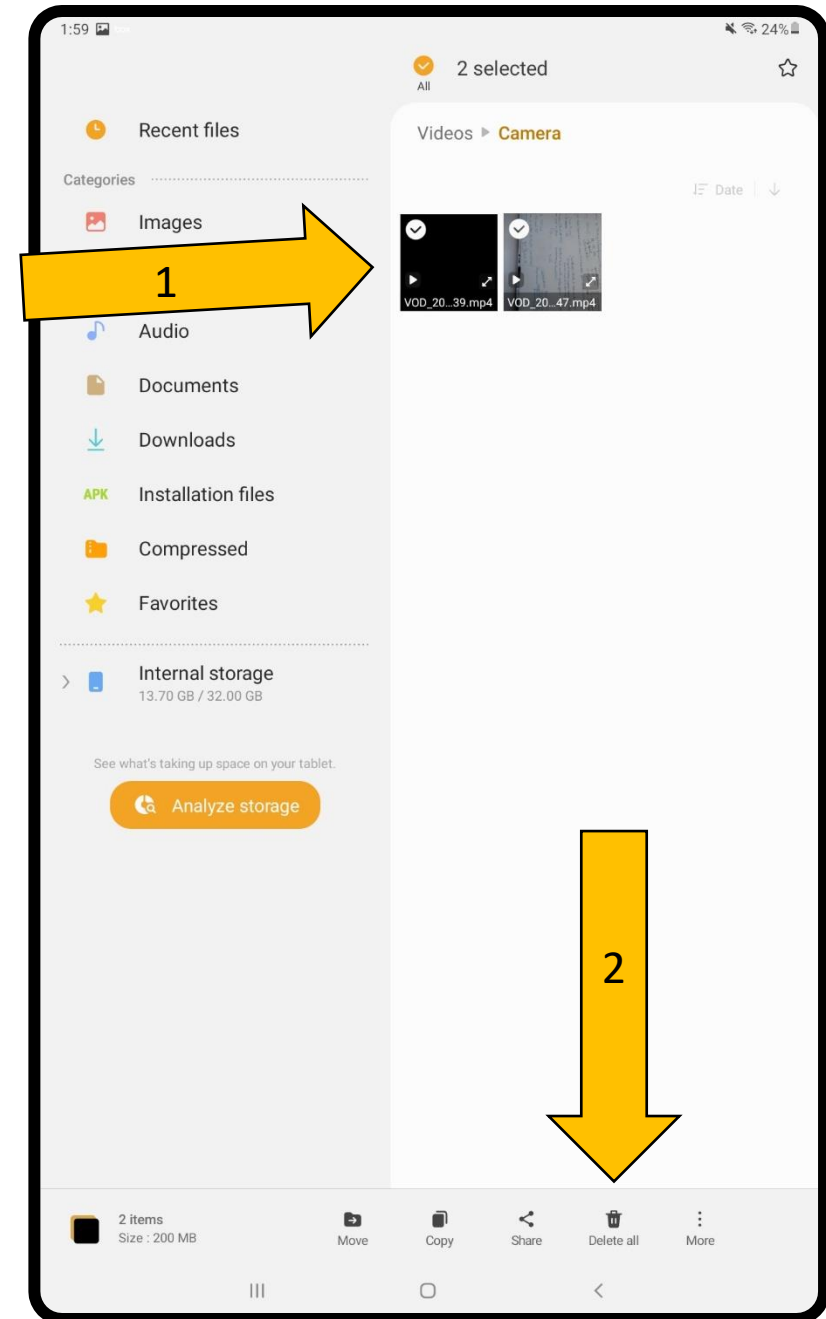 1:59
24%
2 selected
All
Recent files
Categories
Images
Audio
Documents
Downloads
APK
Installation files
Compressed
Favorites
Internal storage
13.70 GB / 32.00 GB
See what's taking up space on your tablet.
Analyze storage
Videos
Camera
Date
VOD_20...39.mp4
VOD_20...47.mp4
1
2
2 items
Size : 200 MB
Move
Copy
Share
Delete all
More